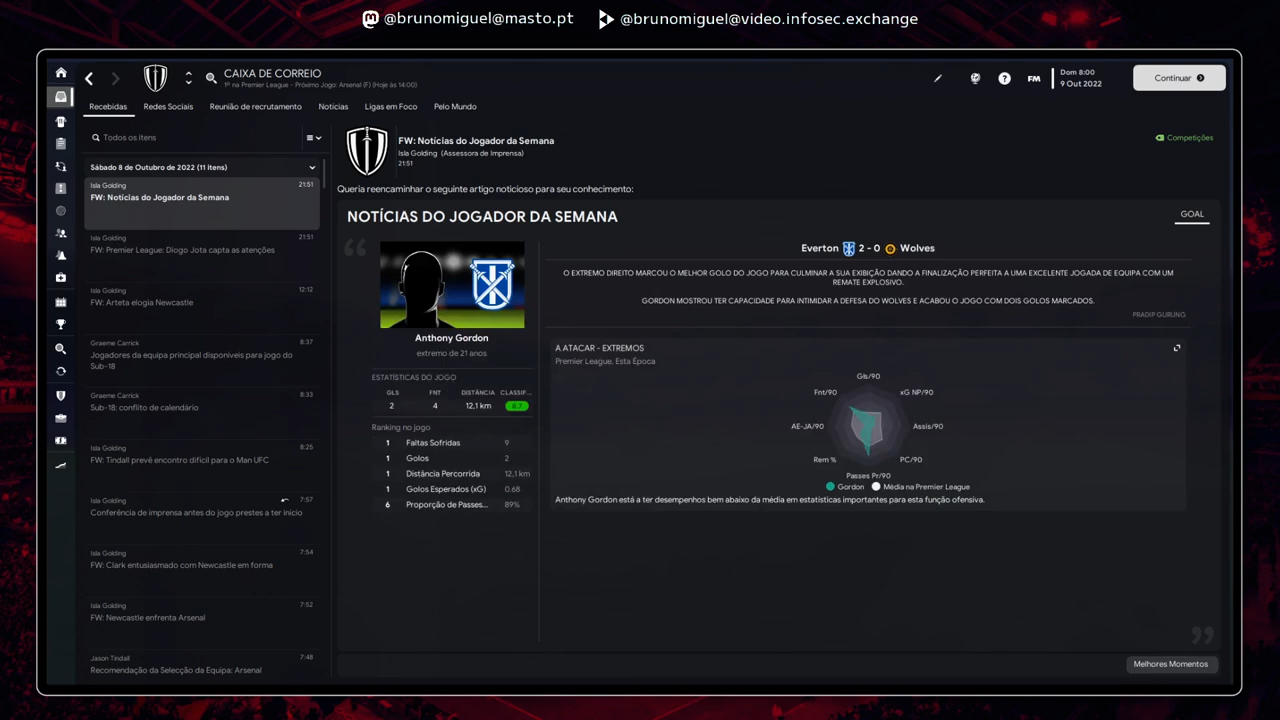 @brunomiguel@masto.pt
@brunomiguel@video.infosec.exchange
CAIXA DE CORREIO
1º na Premier League - Próximo Jogo: Arsenal (F) (Hoje às 14:00)
FM
Dom 8:00
9 Out 2022
Continuar
Recebidas
Redes Sociais
Reunião de recrutamento
Notícias
Ligas em Foco
Pelo Mundo
Todos os itens
Sábado 8 de Outubro de 2022 (11 itens)
Isla Golding 21:51
FW: Notícias do Jogador da Semana
Isla Golding 21:51
FW: Premier League: Diogo Jota capta as atenções
Isla Golding 12:12
FW: Arteta elogia Newcastle
Graeme Carrick 8:37
Jogadores da equipa principal disponíveis para jogo do
Sub-18
Graeme Carrick 8:33
Sub-18: conflito de calendário
Isla Golding 8:25
FW: Tindall prevê encontro difícil para o Man UFC
Isla Golding 7:57
Conferência de imprensa antes do jogo prestes a ter início
Isla Golding 7:54
FW: Clark entusiasmado com Newcastle em forma
Isla Golding 7:52
FW: Newcastle enfrenta Arsenal
Jason Tindall 7:48
Recomendação da Selecção da Equipa: Arsenal
FW: Notícias do Jogador da Semana
Isla Golding (Assessora de Imprensa)
21:51
Competições
Queria reencaminhar o seguinte artigo noticioso para seu conhecimento:
NOTÍCIAS DO JOGADOR DA SEMANA
GOAL
Anthony Gordon
extremo de 21 anos
ESTATÍSTICAS DO JOGO
GLS FNT DISTÂNCIA CLASSIF...
2 4 12,1 km 8.7
Ranking no jogo
1 Faltas Sofridas 9
1 Golos 2
1 Distância Percorrida 12,1 km
1 Golos Esperados (xG) 0.68
6 Proporção de Passes... 89%
Everton 2 - 0 Wolves
O EXTREMO DIREITO MARCOU O MELHOR GOLO DO JOGO PARA CULMINAR A SUA EXIBIÇÃO DANDO A FINALIZAÇÃO PERFEITA A UMA EXCELENTE JOGADA DE EQUIPA COM UM
REMATE EXPLOSIVO.
GORDON MOSTROU TER CAPACIDADE PARA INTIMIDAR A DEFESA DO WOLVES E ACABOU O JOGO COM DOIS GOLOS MARCADOS.
PRADIP GURUNG
A ATACAR - EXTREMOS
Premier League, Esta Época
Gls/90
Fnt/90
xG NP/90
AE-JA/90
Assis/90
Rem %
PC/90
Passes Pr/90
Gordon
Média na Premier League
Anthony Gordon está a ter desempenhos bem abaixo da média em estatísticas importantes para esta função ofensiva.
Melhores Momentos